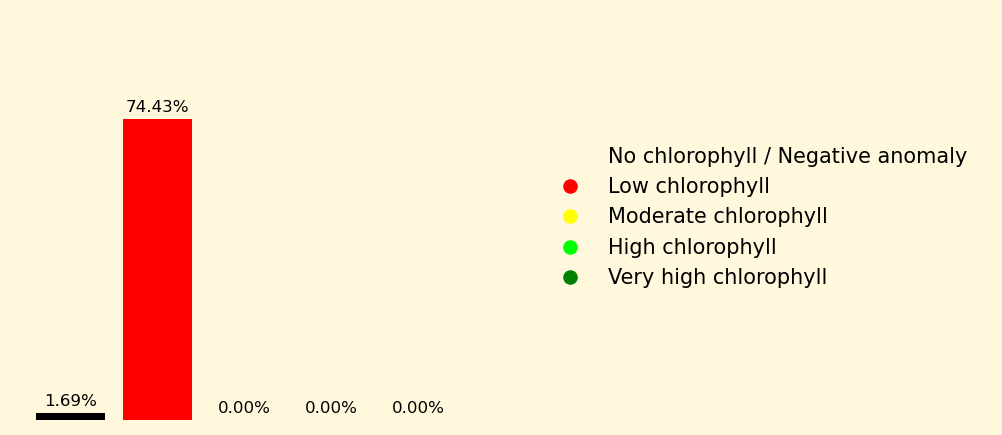 74.43%
1.69%
0.00%
0.00%
0.00%
No chlorophyll / Negative anomaly
Low chlorophyll
Moderate chlorophyll
High chlorophyll
Very high chlorophyll